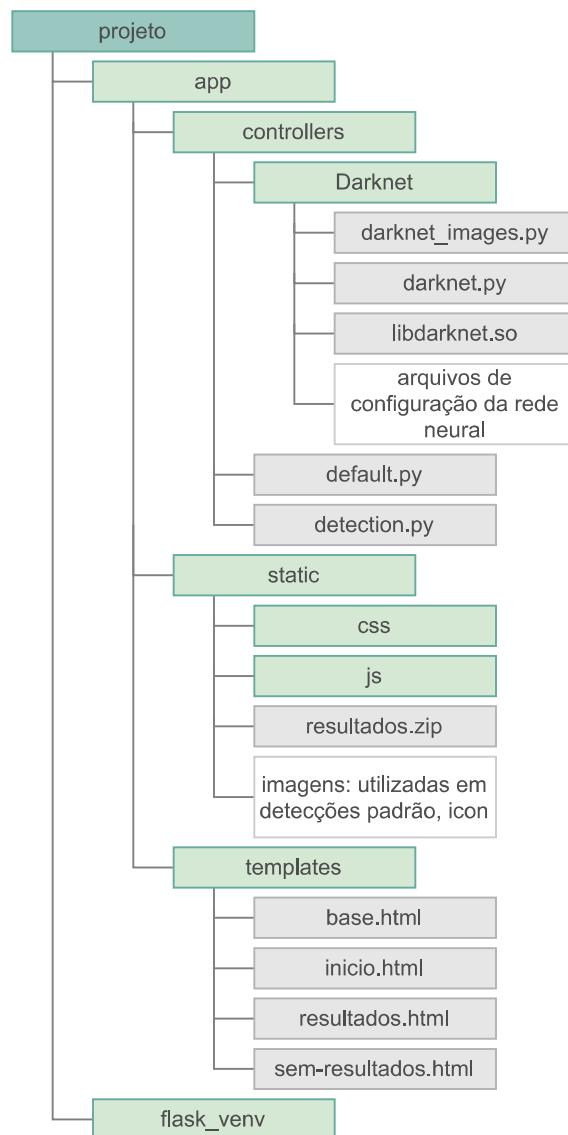 projeto
app
controllers
Darknet
darknet_images.py
darknet.py
libdarknet.so
arquivos de
configuração da rede
neural
default.py
detection.py
static
css
js
resultados.zip
imagens: utilizadas em
detecções padrão, icon
templates
base.html
inicio.html
resultados.html
sem-resultados.html
flask_venv